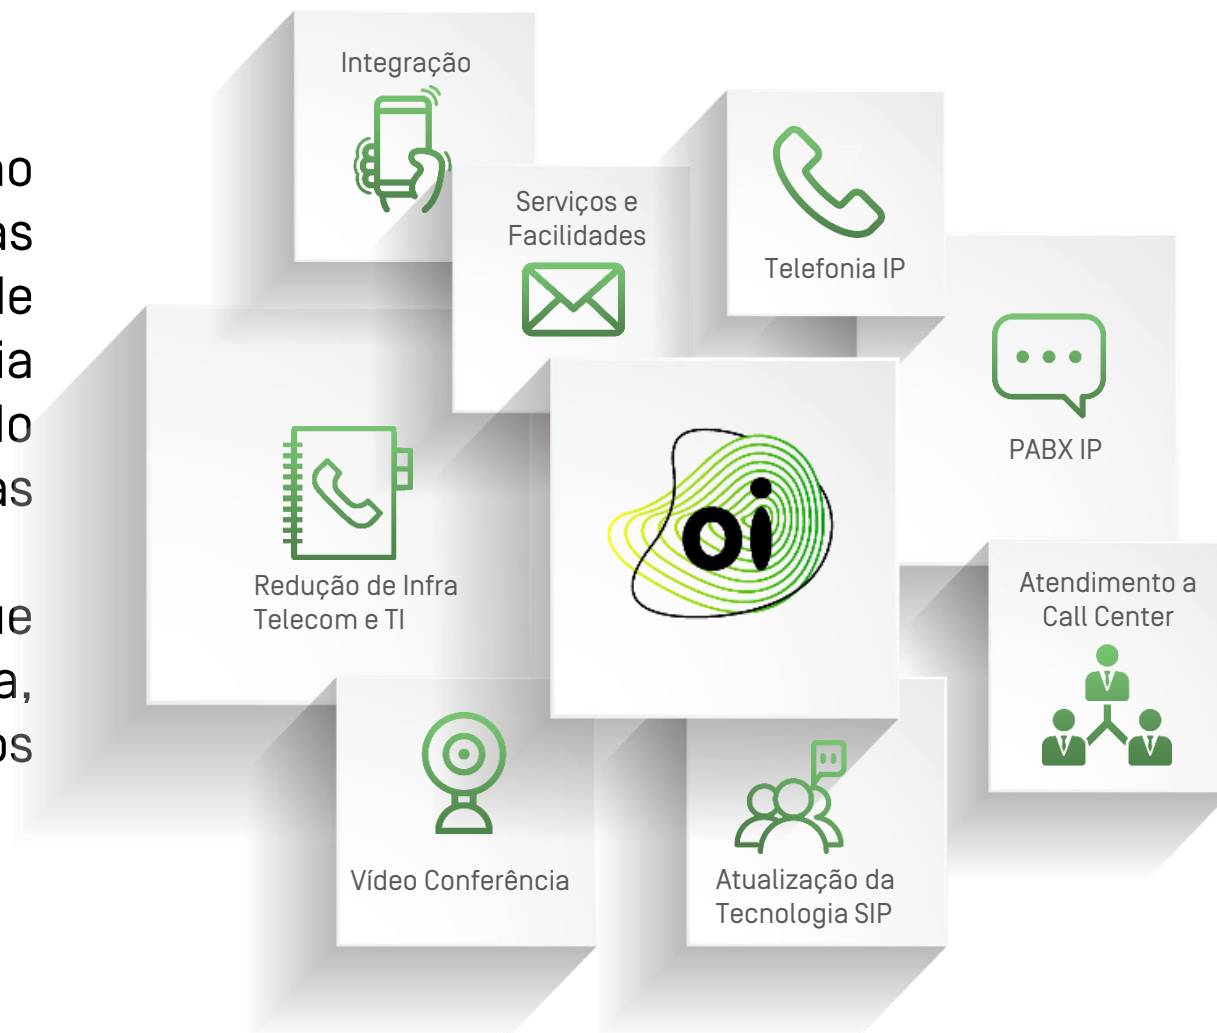 Integração
Serviços e
Facilidades
Telefonia IP
PABX IP
Redução de Infra
Telecom e TI
oi
Atendimento a
Call Center
Vídeo Conferência
Atualização da
Tecnologia SIP